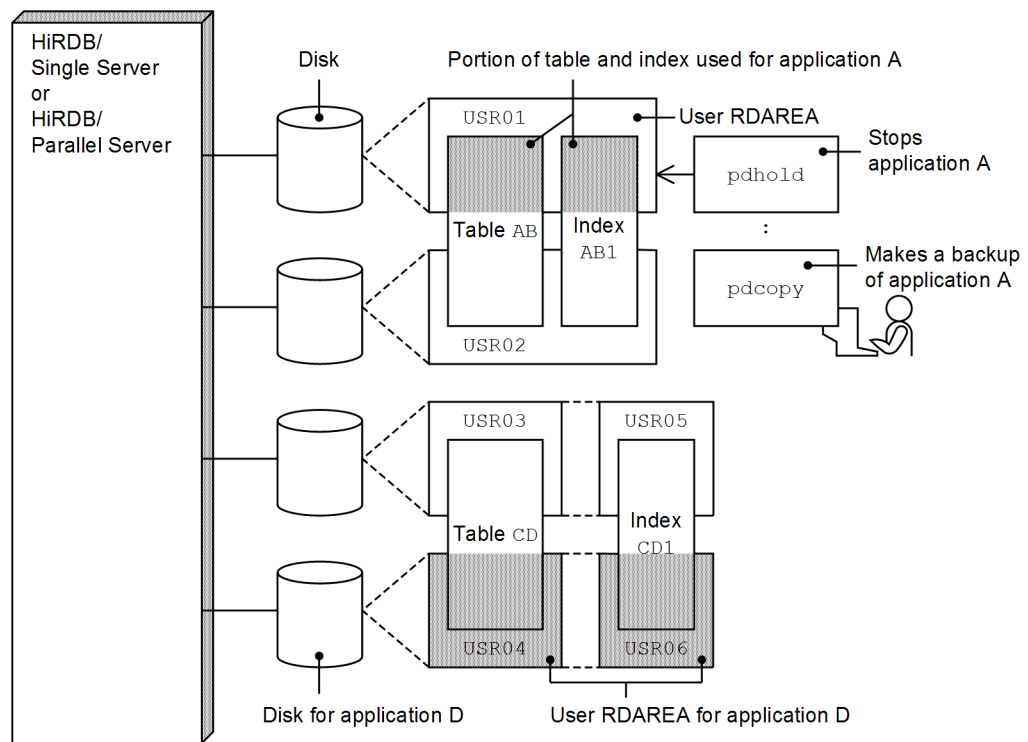 HiRDB/
Single Server
or
HiRDB/
Parallel Server
Disk
Portion of table and index used for application A
USR01
User RDAREA
Stops
application A
pdhold
Table AB
Index
AB1
:
Makes a backup
of application A
pdcopy
USR02
USR03
USR05
Table CD
Index
CD1
USR04
USR06
Disk for application D
User RDAREA for application D